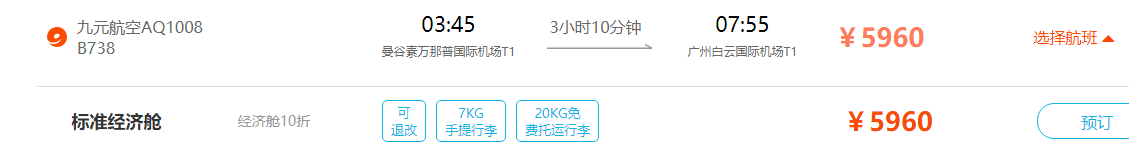 九元航空AQ1008
B738
03:45
曼谷素万那普国际机场T1
3小时10分钟
07:55
广州白云国际机场T1
¥5960
选择航班
标准经济舱
经济舱10折
可
退改
7KG
手提行李
20KG免
费托运行李
¥5960
预订